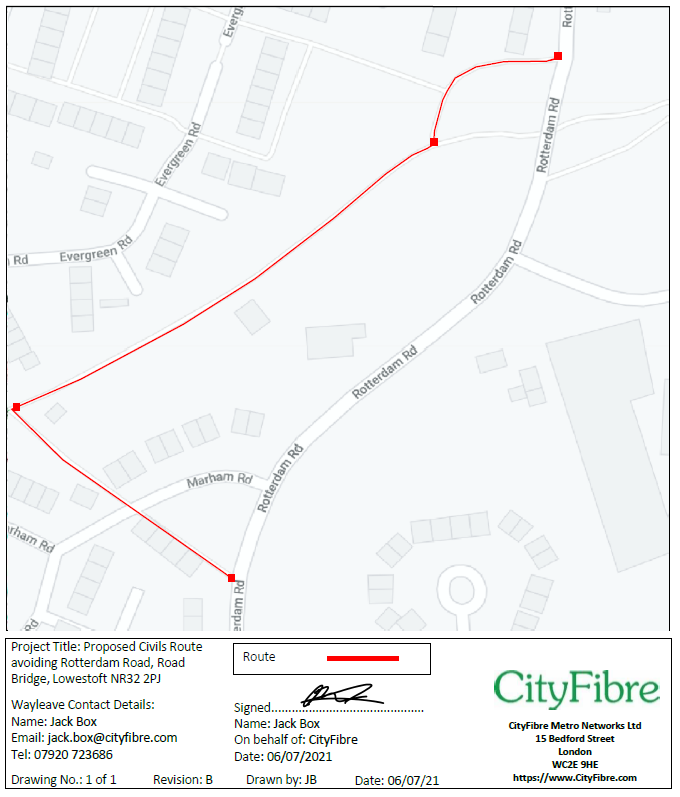 Evergreen
Rott
Rotterdam Rd
Evergreen Rd
Rd
Evergreen Rd
Rotterdam Rd
Rotterdam Rd
Marham Rd
Rotterdam Rd
arham Rd
erdam Rd
Rd
Project Title: Proposed Civils Route
avoiding Rotterdam Road, Road
Bridge, Lowestoft NR32 2PJ
Wayleave Contact Details:
Name: Jack Box
Email: jack.box@cityfibre.com
Tel: 07920 723686
Drawing No.: 1 of 1 Revision: B Drawn by: JB Date: 06/07/21
Route
Signed
Name: Jack Box
On behalf of: CityFibre
Date: 06/07/2021
CityFibre
CityFibre Metro Networks Ltd
15 Bedford Street
London
WC2E 9HE
https://www.CityFibre.com